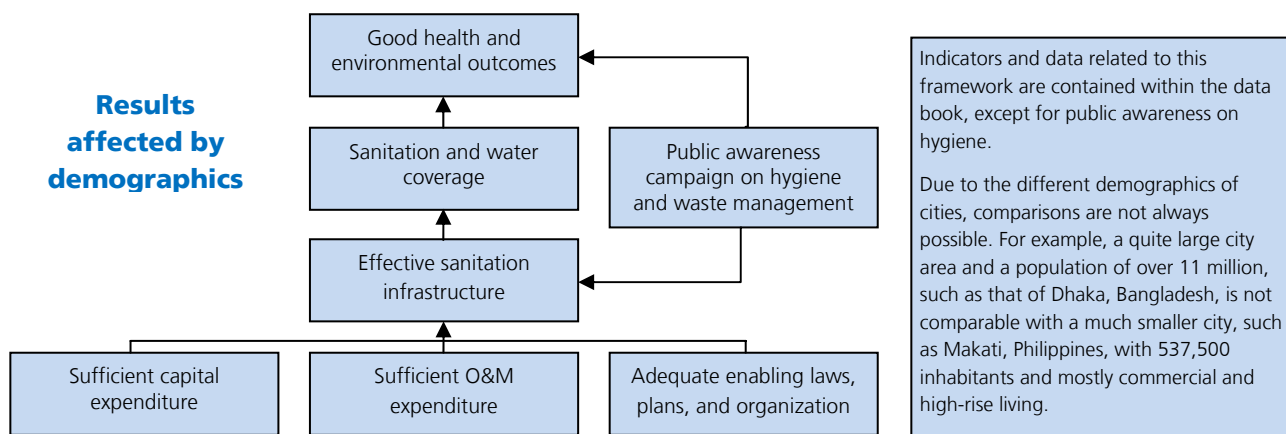 Results
affected by
demographics
Good health and
environmental outcomes
Sanitation and water
coverage
Public awareness
campaign on hygiene
and waste management
Effective sanitation
infrastructure
Sufficient capital
expenditure
Sufficient O&M
expenditure
Adequate enabling laws,
plans, and organization
Indicators and data related to this
framework are contained within the data
book, except for public awareness on
hygiene.
Due to the different demographics of
cities, comparisons are not always
possible. For example, a quite large city
area and a population of over 11 million,
such as that of Dhaka, Bangladesh, is not
comparable with a much smaller city, such
as Makati, Philippines, with 537,500
inhabitants and mostly commercial and
high-rise living.